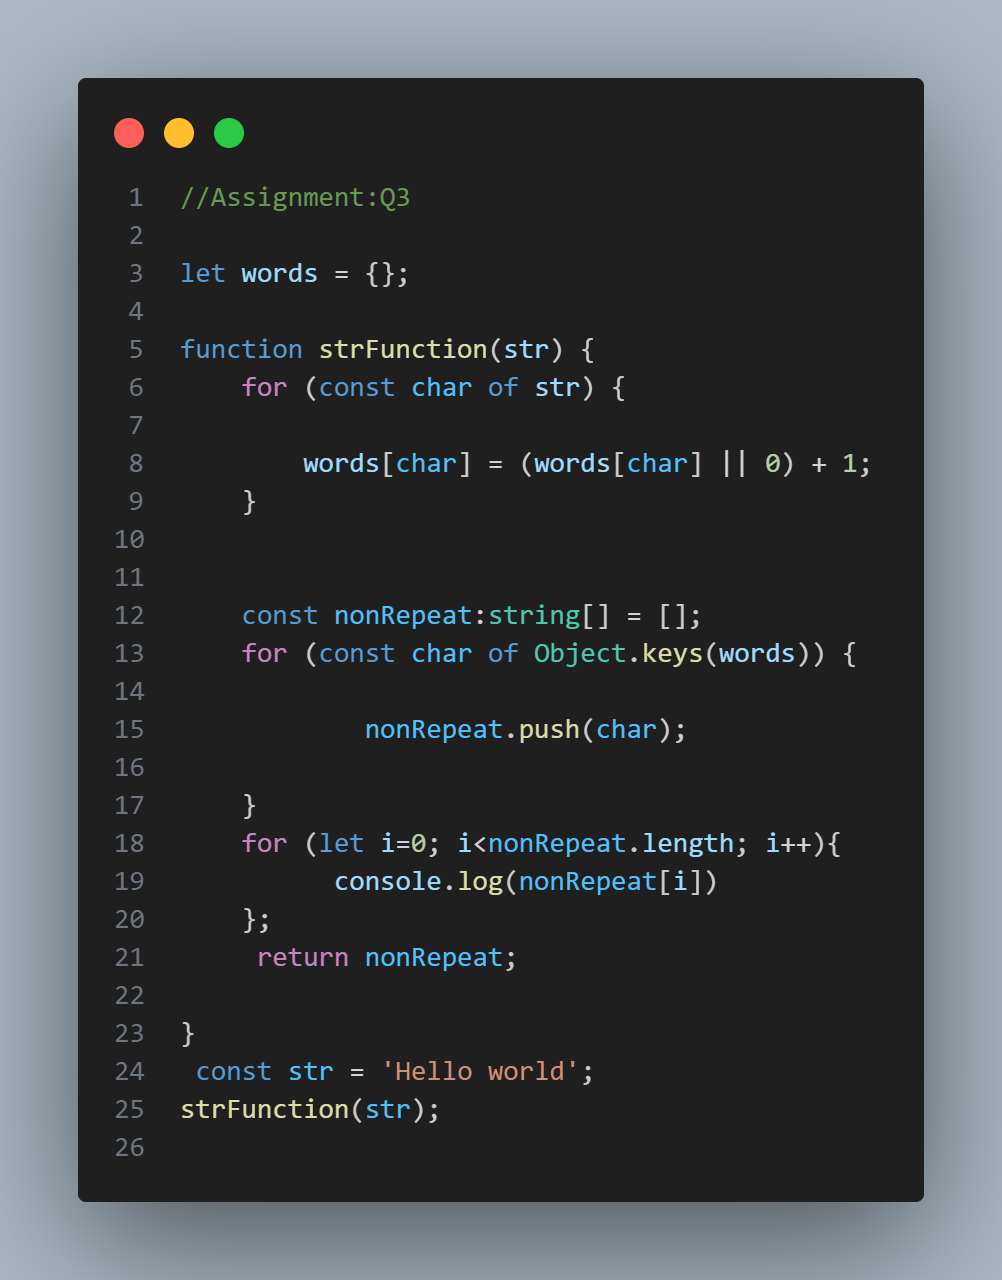 1 //Assignment:Q3
2
3 let words = {};
4
5 function strFunction(str) {
6     for (const char of str) {
7
8         words[char] = (words[char] || 0) + 1;
9     }
10
11
12     const nonRepeat:string[] = [];
13     for (const char of Object.keys(words)) {
14
15             nonRepeat.push(char);
16
17     }
18     for (let i=0; i<nonRepeat.length; i++){
19           console.log(nonRepeat[i])
20     };
21      return nonRepeat;
22
23 }
24  const str = 'Hello world';
25 strFunction(str);
26